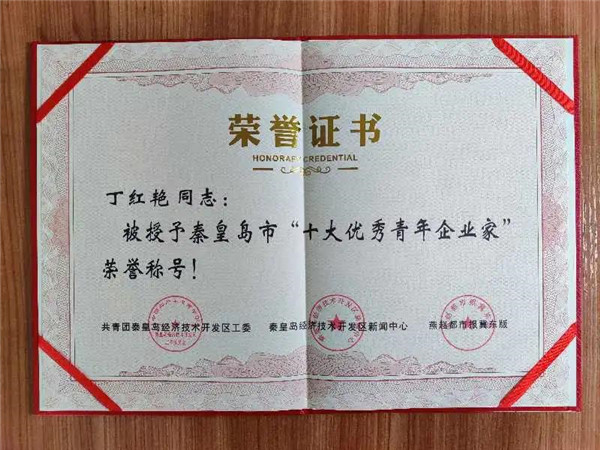 荣誉证书
HONORARY CREDENTIAL
丁红艳 同志：
被授予秦皇岛市“十大优秀青年企业家”
荣誉称号！
共青团秦皇岛经济技术开发区工委 秦皇岛经济技术开发区新闻中心 燕赵都市报冀东版